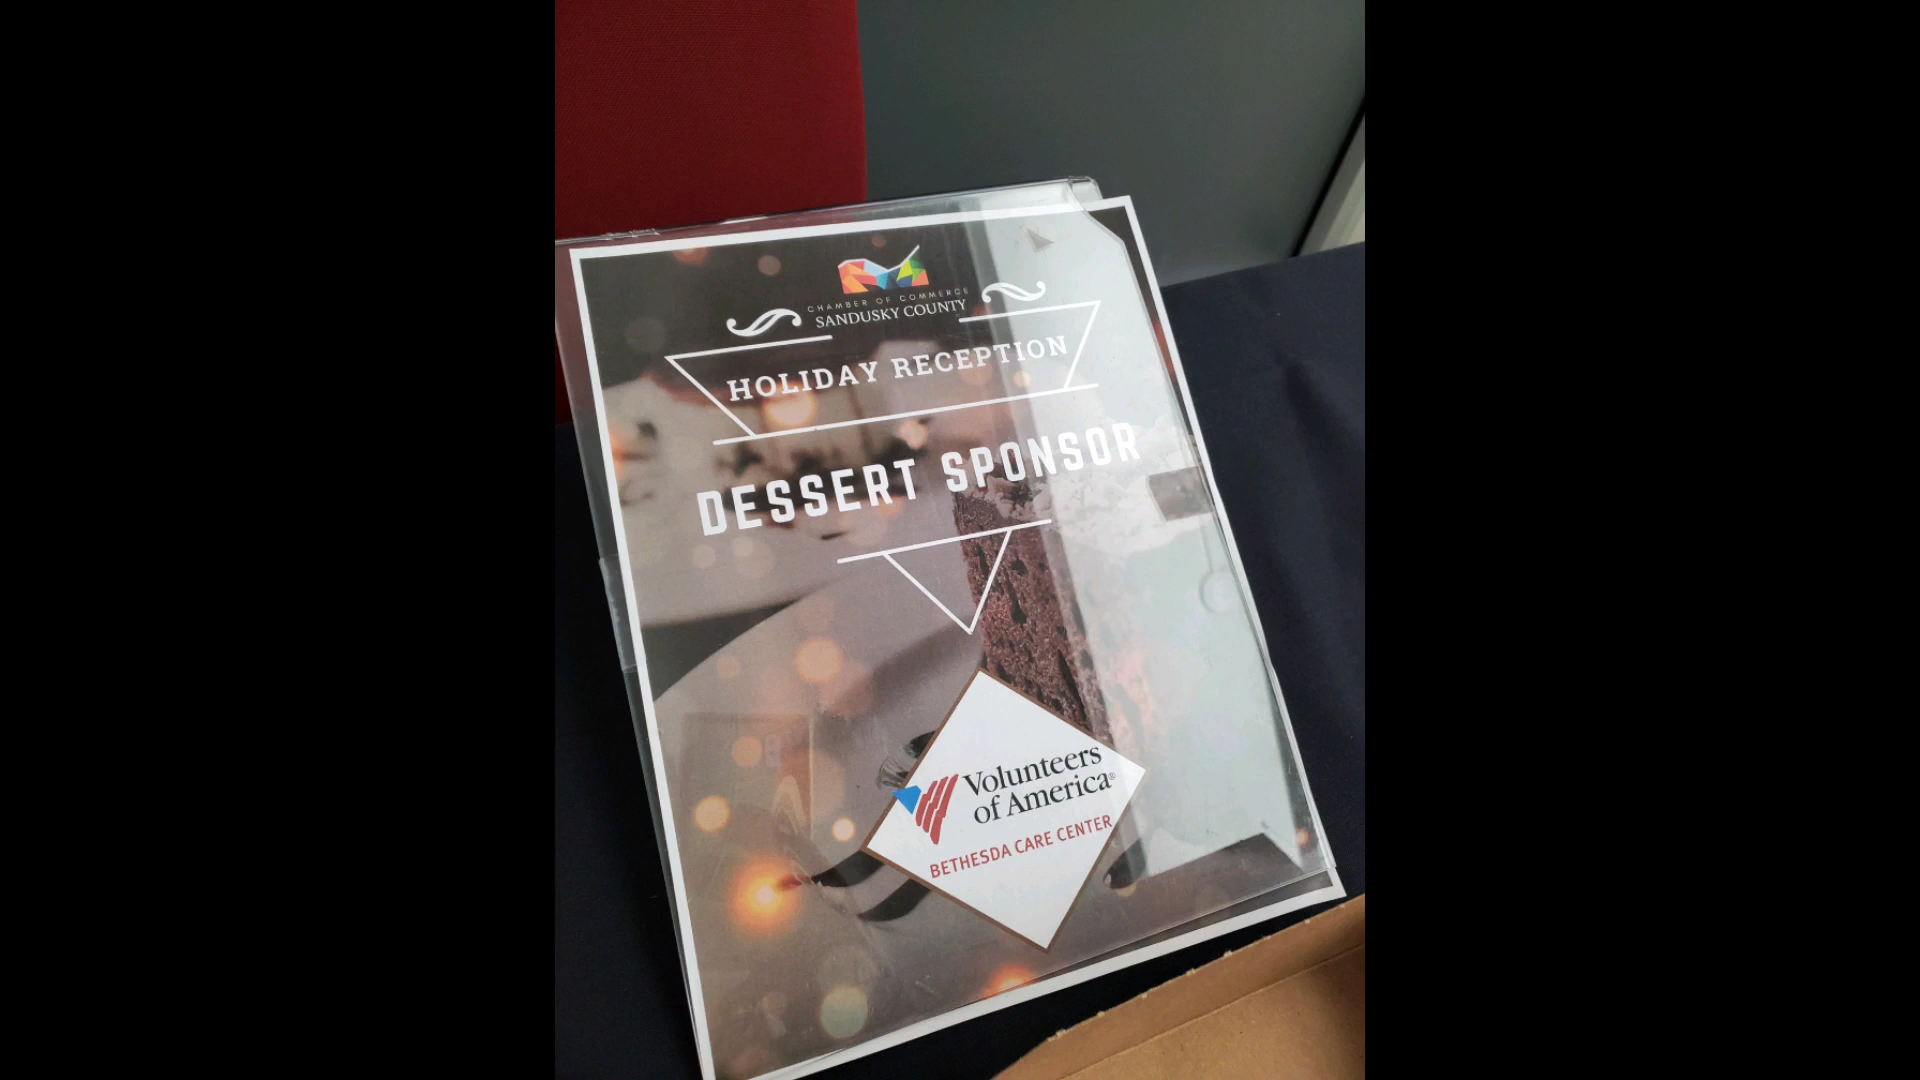 CHAMBER OF COMMERCE
SANDUSKY COUNTY
HOLIDAY RECEPTION
DESSERT SPONSOR
Volunteers
of America®
BETHESDA CARE CENTER